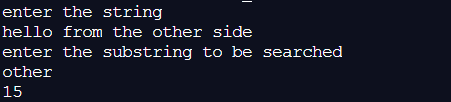 enter the string
hello from the other side
enter the substring to be searched
other
15